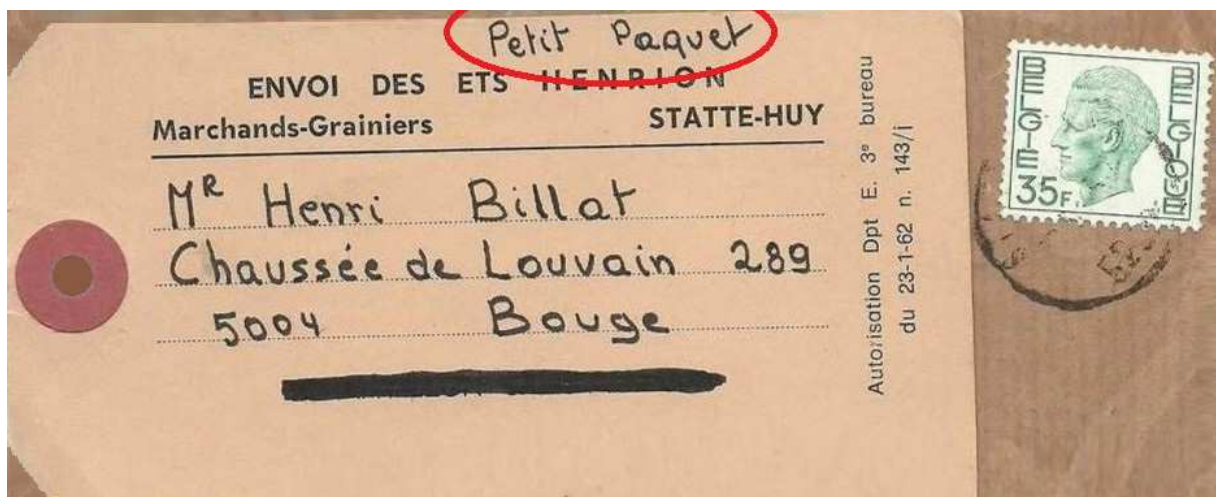 Petit Paquet
ENVOI DES ETS HENRION
Marchands-Grainiers STATTE-HUY
Mᴿ Henri Billat
Chaussée de Louvain 289
5004 Bouge
Autorisation Dpt E. 3ᵉ bureau
du 23-1-62 n. 143/i
BELGIE
BELGIQUE
35F